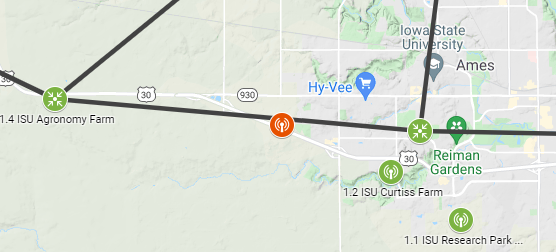 Iowa State
University
Ames
30
30
930
Hy-Vee
1.4 ISU Agronomy Farm
30
Reiman
Gardens
1.2 ISU Curtiss Farm
1.1 ISU Research Park ...